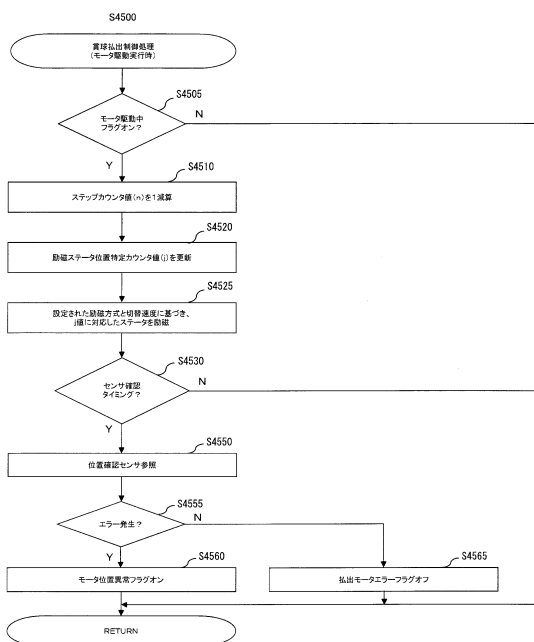 S4500
賞球払出制御処理
(モータ駆動実行時)
S4505
モータ駆動中
フラグオン?
N
Y
S4510
ステップカウンタ値(n)を1減算
S4520
励磁ステータ位置特定カウンタ値(j)を更新
S4525
設定された励磁方式と切替速度に基づき、
j値に対応したステータを励磁
S4530
センサ確認
タイミング?
N
Y
S4550
位置確認センサ参照
S4555
エラー発生?
N
Y
S4560
モータ位置異常フラグオン
S4565
払出モータエラーフラグオフ
RETURN